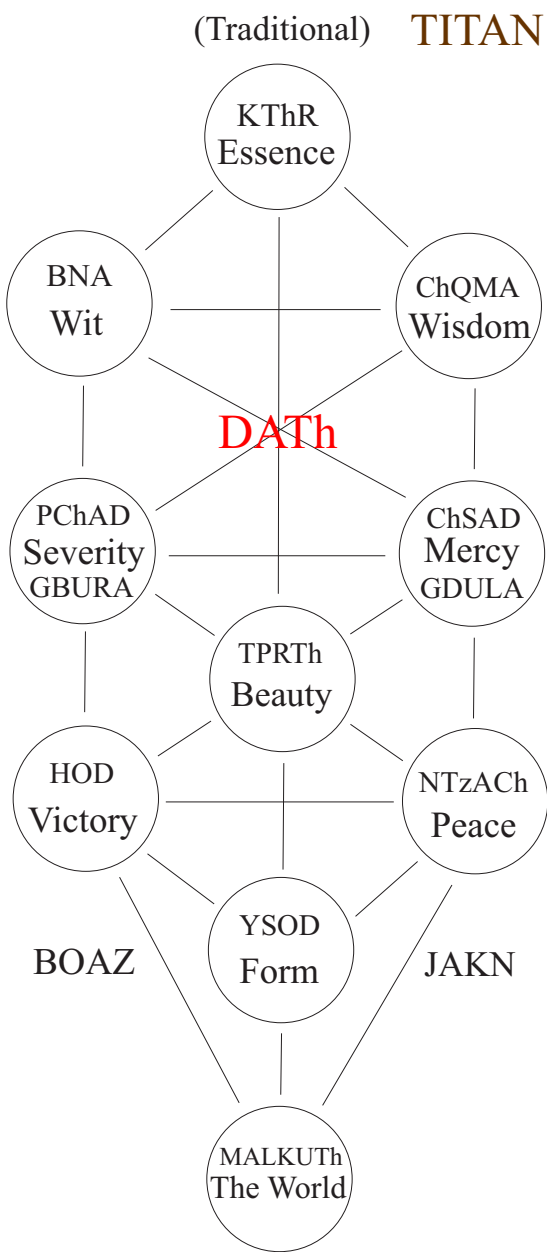 (Traditional) TITAN
KThR
Essence
BNA
Wit
ChQMA
Wisdom
DATh
PChAD
Severity
GBURA
ChSAD
Mercy
GDULA
TPRTh
Beauty
HOD
Victory
NTzACh
Peace
YSOD
Form
BOAZ
JAKN
MALKUTh
The World